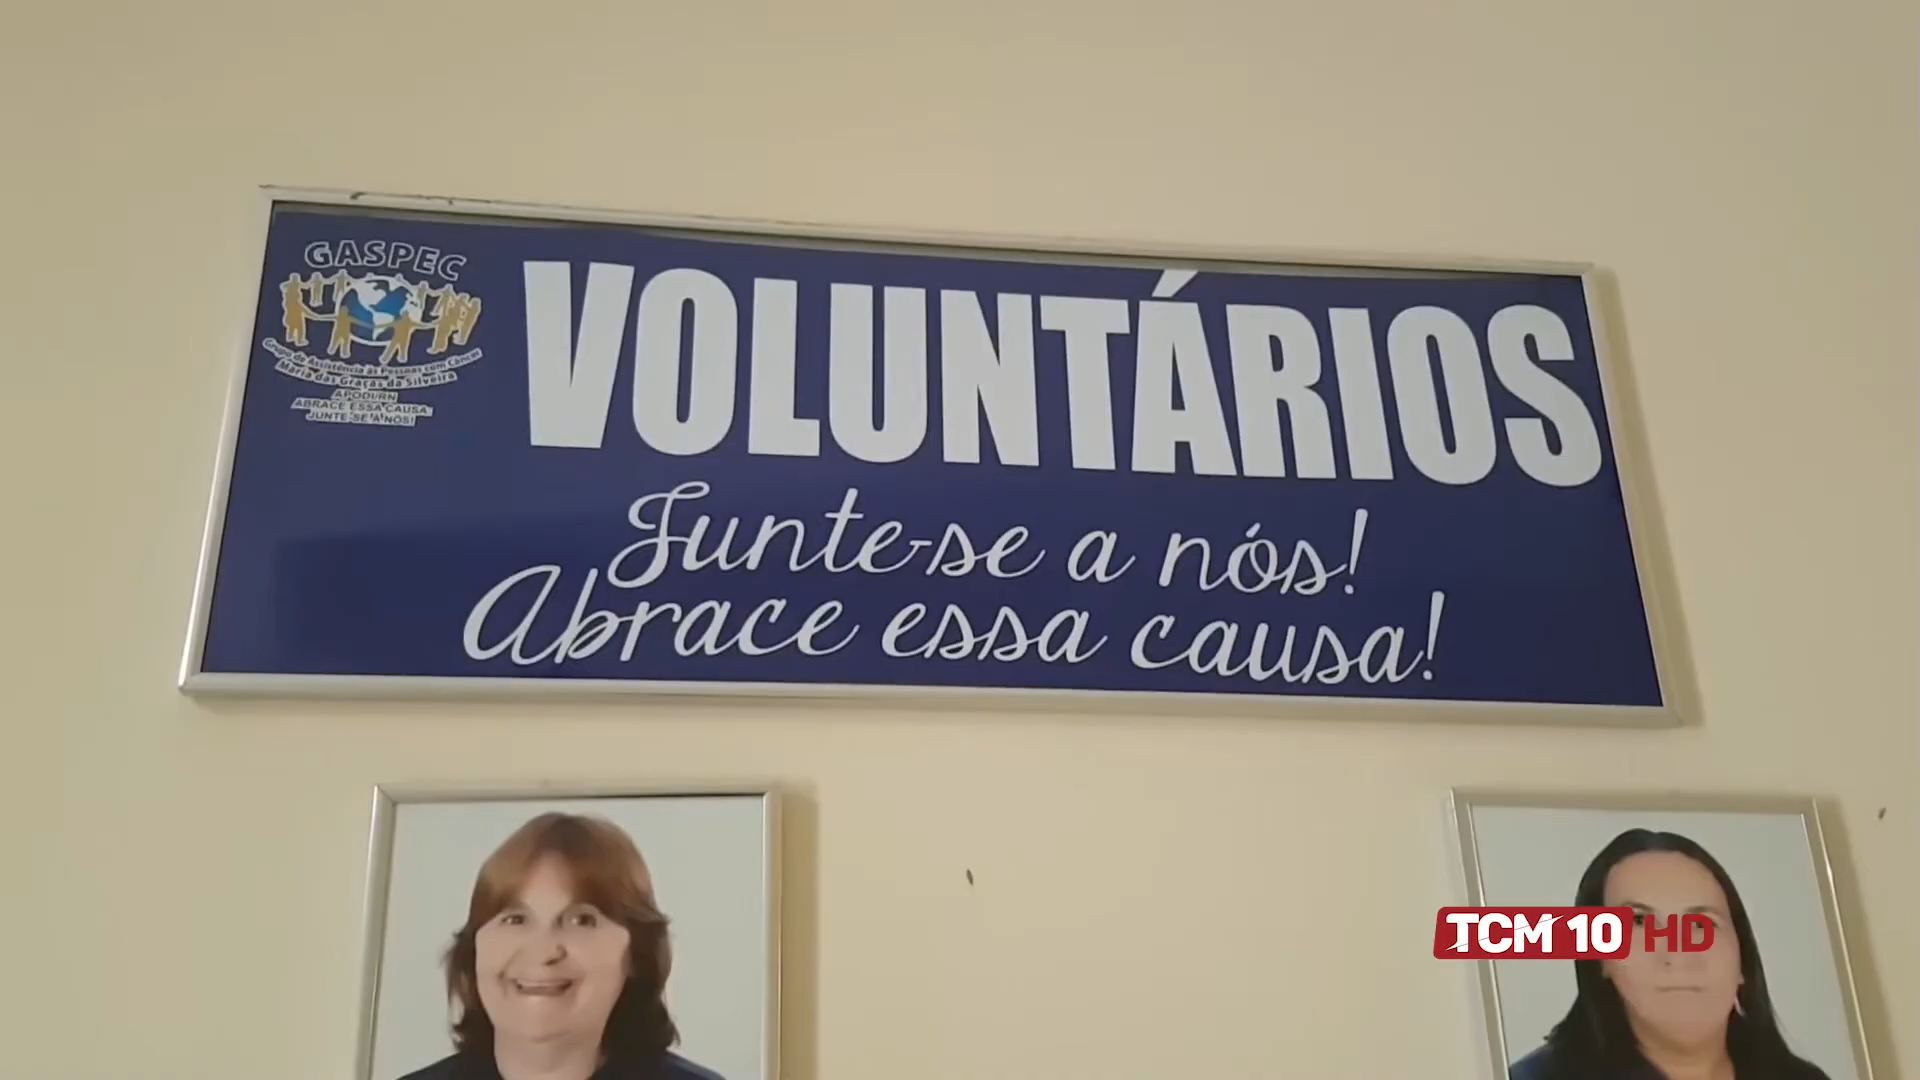 GASPEC
Grupo de Assistência às Pessoas com Câncer
Maria das Graças da Silveira
APODI/RN
ABRACE ESSA CAUSA
JUNTE-SE A NÓS!
VOLUNTÁRIOS
Junte-se a nós!
Abrace essa causa!
TCM 10 HD